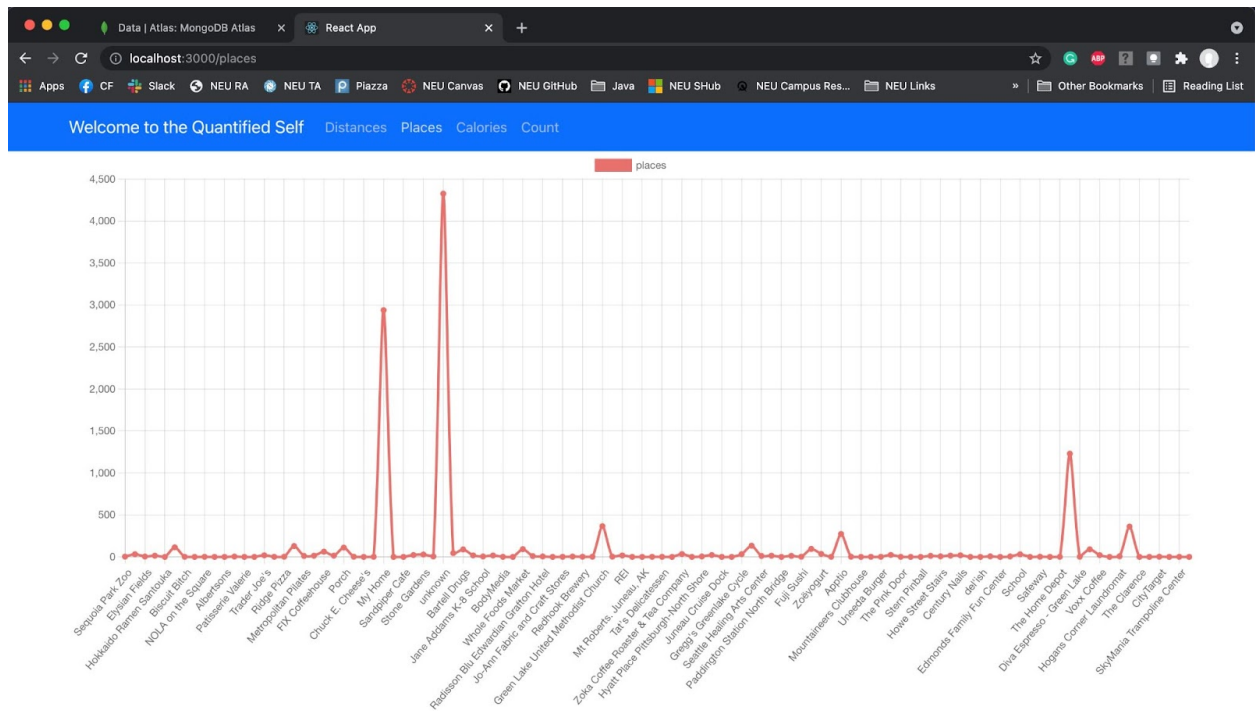 Data | Atlas: MongoDB Atlas
React App
localhost:3000/places
ABP
Apps CF Slack NEU RA NEU TA Piazza NEU Canvas NEU GitHub Java NEU SHub NEU Campus Res... NEU Links » Other Bookmarks Reading List
Welcome to the Quantified Self Distances Places Calories Count
places
4,500
4,000
3,500
3,000
2,500
2,000
1,500
1,000
500
0
Sequoia Park Zoo
Elysian Fields
Hokkaido Ramen Santouka
Biscuit Bitch
NOLA on the Square
Albertsons
Patisserie Valerie
Trader Joe's
Ridge Pizza
Metropolitan Pilates
FIX Coffeehouse
Porch
Chuck E. Cheese's
My Home
Sandpiper Cafe
Stone Gardens
unknown
Bartell Drugs
Jane Addams K-8 School
BodyMedia
Whole Foods Market
Radisson Blu Edwardian Grafton Hotel
Jo-Ann Fabric and Craft Stores
Redhook Brewery
Green Lake United Methodist Church
REI
Mt Roberts, Juneau, AK
Tat's Delicatessen
Zoka Coffee Roaster & Tea Company
Hyatt Place Pittsburgh-North Shore
Juneau Cruise Dock
Gregg's Greenlake Cycle
Seattle Healing Arts Center
Paddington Station North Bridge
Fuji Sushi
Zoëyogurt
Apptio
Mountaineers Clubhouse
Uneeda Burger
The Pink Door
Stern Pinball
Howe Street Stairs
Century Nails
del'ish
Edmonds Family Fun Center
School
Safeway
The Home Depot
Diva Espresso - Green Lake
Voxx Coffee
Hogans Corner Laundromat
The Clarence
City Target
SkyMania Trampoline Center